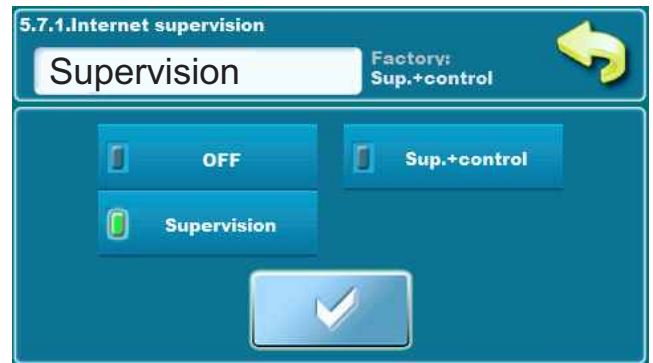 5.7.1.Internet supervision
Supervision
Factory:
Sup.+control
OFF
Sup.+control
Supervision